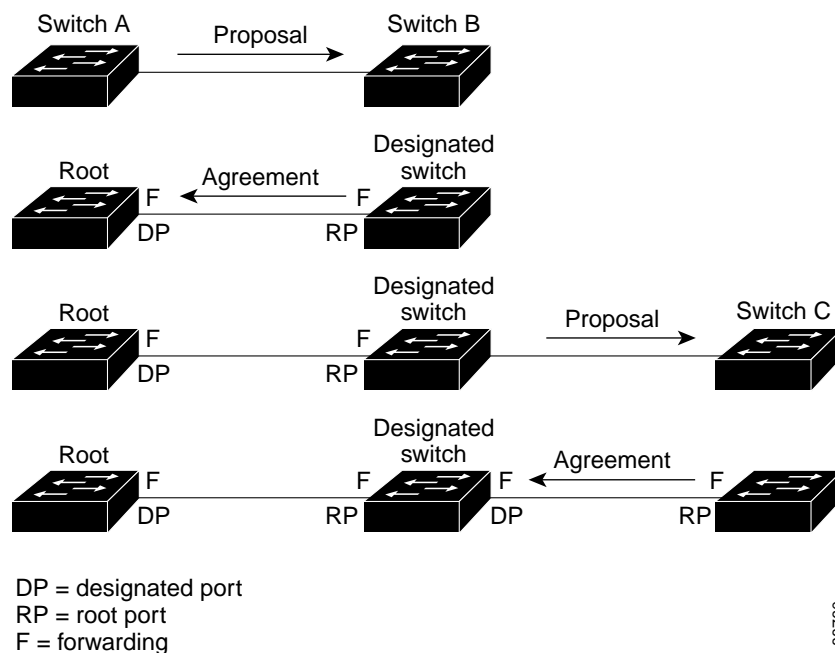 Switch A
Proposal
Switch B
Root
F
Agreement
F
Designated
switch
DP
RP
Root
F
Designated
switch
F
Proposal
Switch C
DP
RP
Root
F
Designated
switch
F
F
Agreement
F
DP
RP
DP
RP
DP = designated port
RP = root port
F = forwarding